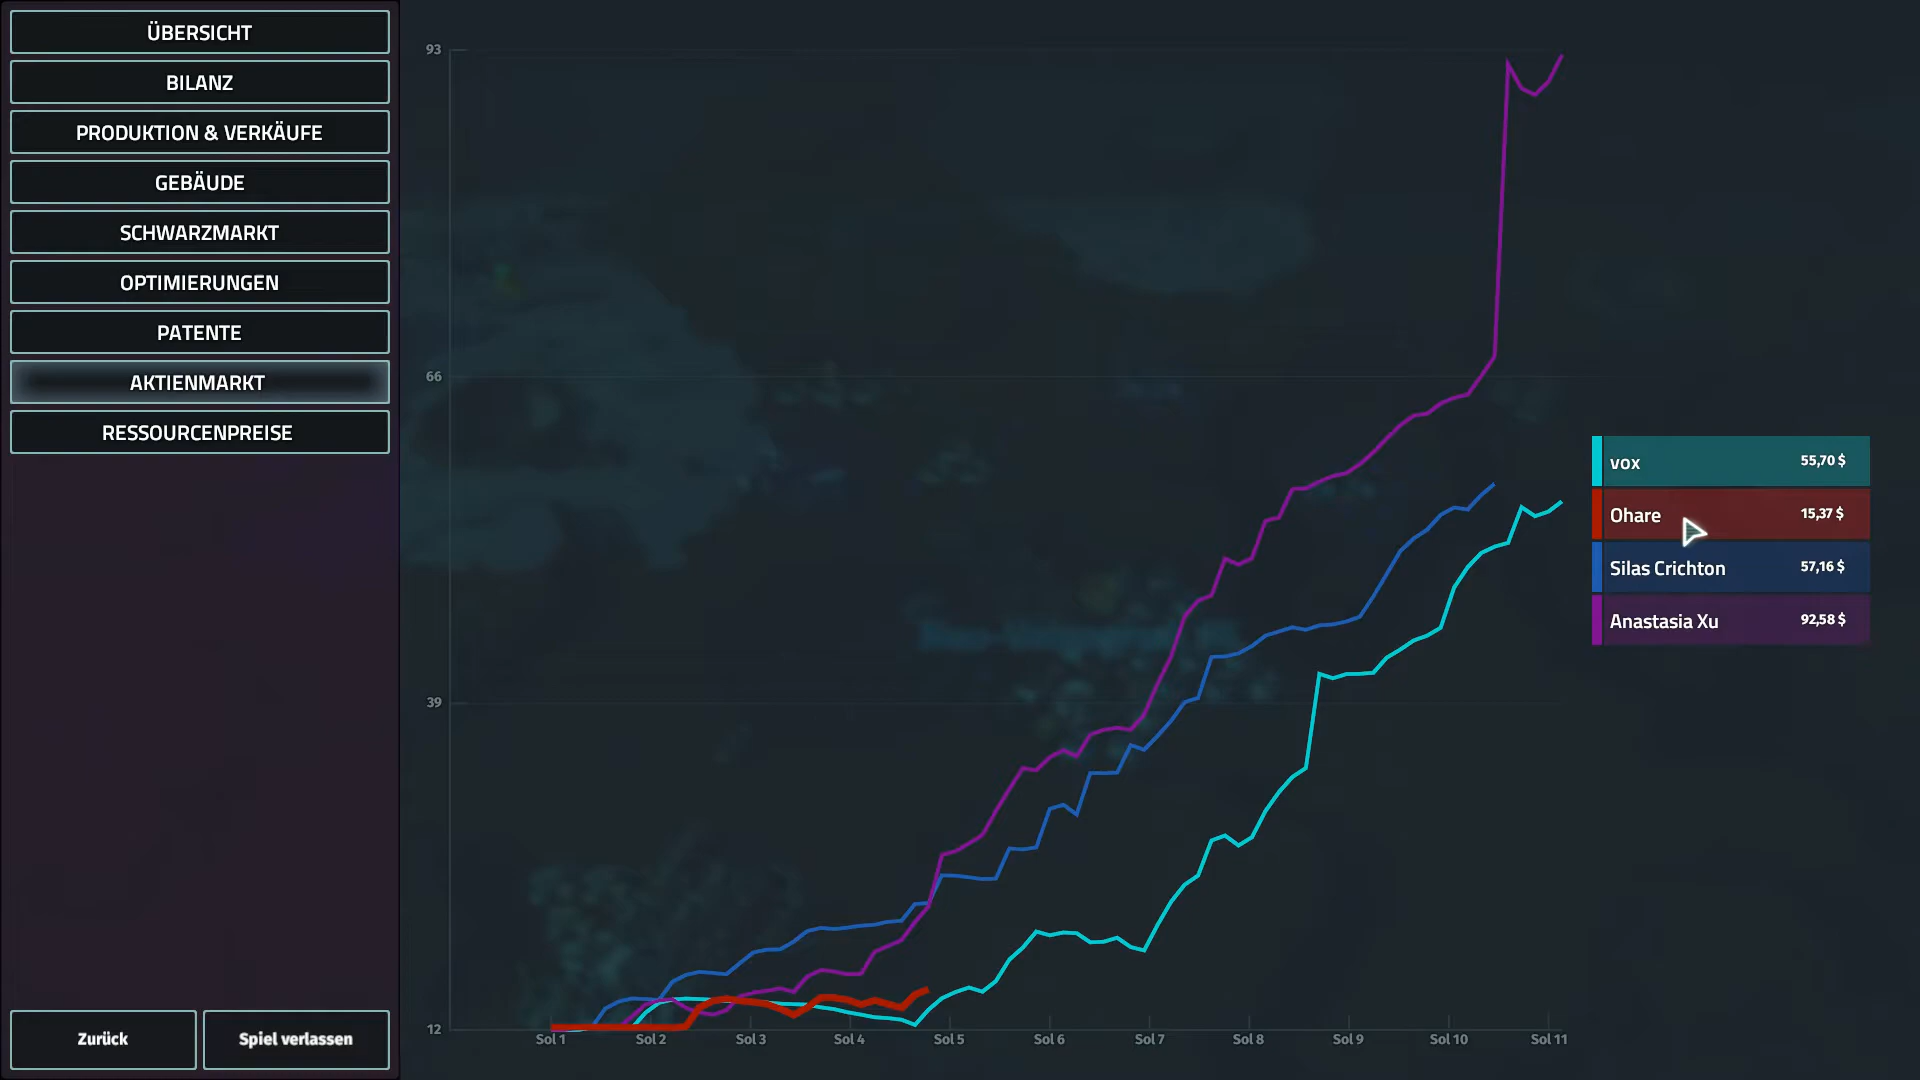 ÜBERSICHT
BILANZ
PRODUKTION & VERKÄUFE
GEBÄUDE
SCHWARZMARKT
OPTIMIERUNGEN
PATENTE
AKTIENMARKT
RESSOURCENPREISE
Zurück
Spiel verlassen
93
66
39
12
Sol 1
Sol 2
Sol 3
Sol 4
Sol 5
Sol 6
Sol 7
Sol 8
Sol 9
Sol 10
Sol 11
vox 55,70 $
Ohare 15,37 $
Silas Crichton 57,16 $
Anastasia Xu 92,58 $